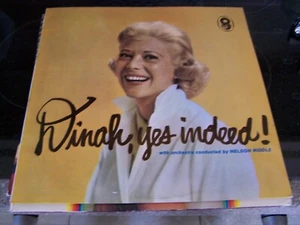 Dinah, yes indeed!
with orchestra conducted by NELSON RIDDLE